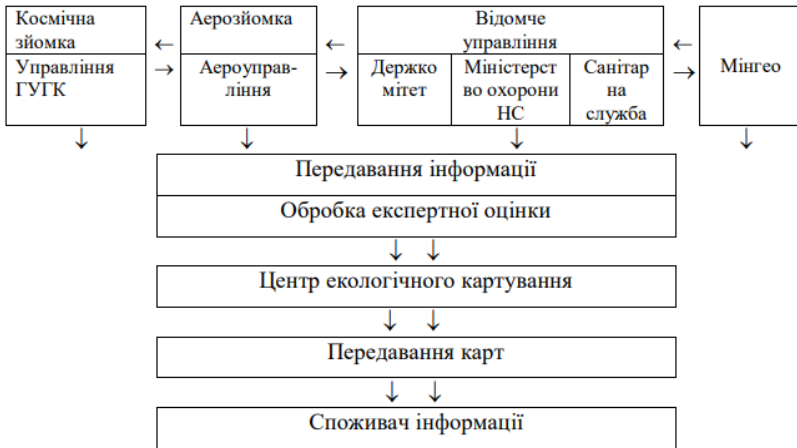 Космічна
зйомка
←
Управління
→
ГУГК
↓
Аерозйомка
←
Аероуправ-
→
ління
↓
Відомче
управління
←
Держко
мітет
Міністерст
во охорони
НС
Санітар
на
служба
→
↓
Мінгео
↓
Передавання інформації
Обробка експертної оцінки
↓ ↓
Центр екологічного картування
↓ ↓
Передавання карт
↓ ↓
Споживач інформації